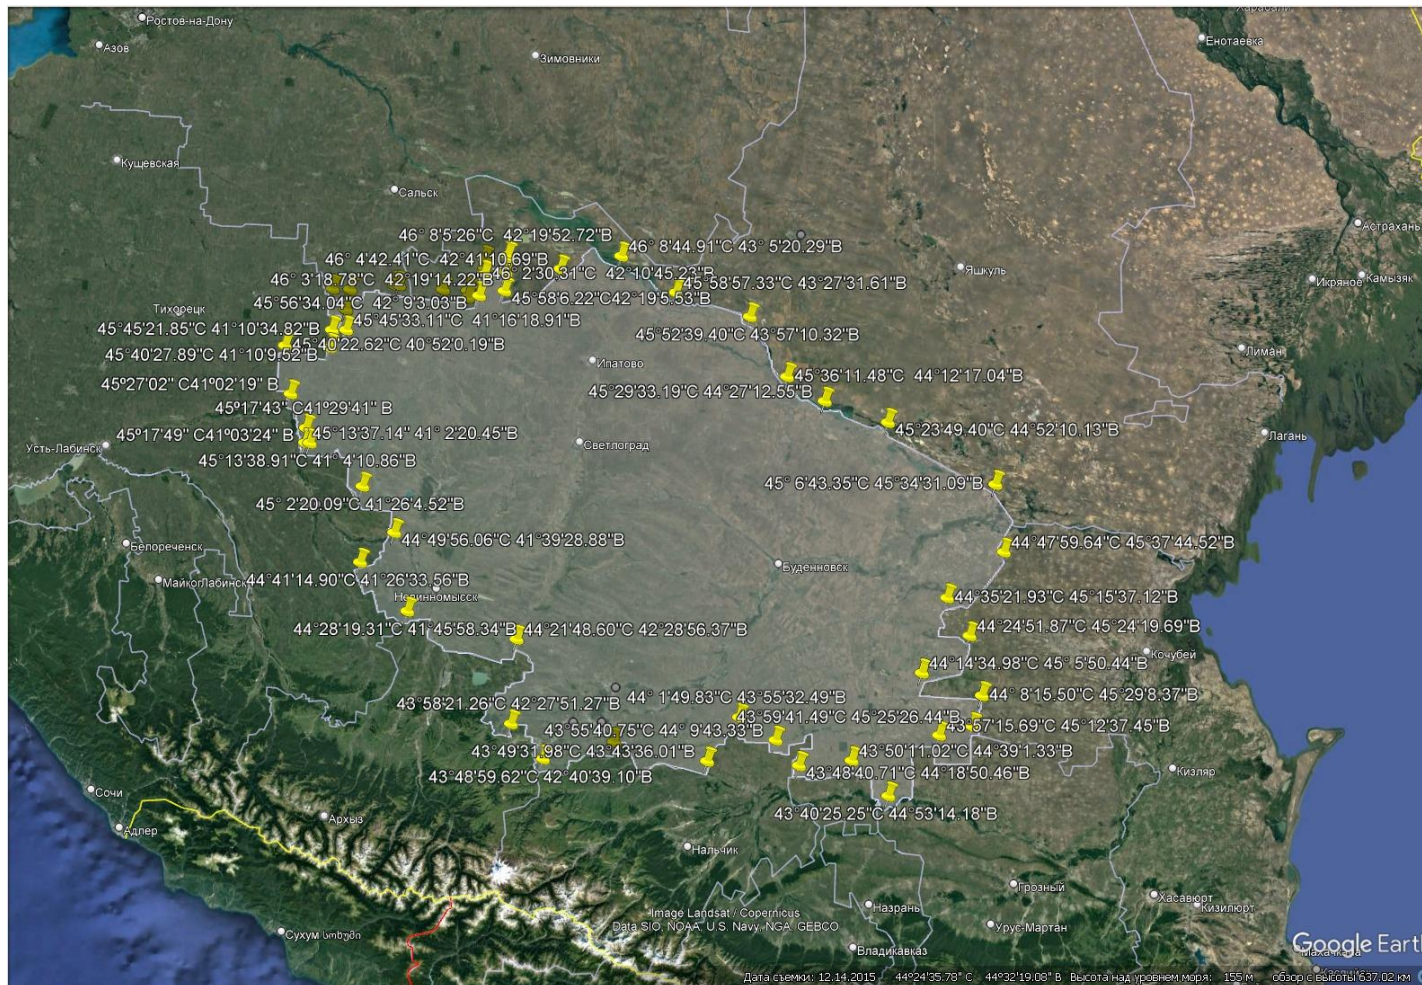 Ростов-на-Дону
Азов
Зимовники
Харабали
Енотаевка
Кущевская
Сальск
Астрахань
Яшкуль
Икряное
Камызяк
46° 8'5.26"С 42°19'52.72"В
46° 8'44.91"С 43° 5'20.29"В
46° 4'42.41"С 42°41'10.69"В
46° 2'30.31"С 42°10'45.23"В
46° 3'18.78"С 42°19'14.22"В
45°58'57.33"С 43°27'31.61"В
45°56'34.04"С 42° 9'3.03"В
45°58'6.22"С42°19'5.53"В
Тихорецк
45°45'21.85"С 41°10'34.82"В
45°45'33.11"С 41°16'18.91"В
45°52'39.40"С 43°57'10.32"В
45°40'22.62"С 40°52'0.19"В
45°40'27.89"С 41°10'9.52"В
Лиман
Ипатово
45°36'11.48"С 44°12'17.04"В
45º27'02" С41º02'19" В
45°29'33.19"С 44°27'12.55"В
45º17'43" С41º29'41" В
45°23'49.40"С 44°52'10.13"В
45º17'49" С41º03'24" В
45°13'37.14" 41° 2'20.45"В
Лагань
Усть-Лабинск
Светлоград
45°13'38.91"С 41° 4'10.86"В
45° 6'43.35"С 45°34'31.09"В
45° 2'20.09"С 41°26'4.52"В
44°49'56.06"С 41°39'28.88"В
44°47'59.64"С 45°37'44.52"В
Белореченск
Буденновск
Майкоп
Лабинск
44°41'14.90"С 41°26'33.56"В
Невинномысск
44°35'21.93"С 45°15'37.12"В
44°28'19.31"С 41°45'58.34"В
44°21'48.60"С 42°28'56.37"В
44°24'51.87"С 45°24'19.69"В
Кочубей
44°14'34.98"С 45° 5'50.44"В
44° 8'15.50"С 45°29'8.37"В
43°58'21.26"С 42°27'51.27"В
44° 1'49.83"С 43°55'32.49"В
43°59'41.49"С 45°25'26.44"В
43°55'40.75"С 44° 9'43.33"В
43°57'15.69"С 45°12'37.45"В
43°49'31.98"С 43°43'36.01"В
43°50'11.02"С 44°39'1.33"В
43°48'59.62"С 42°40'39.10"В
43°48'40.71"С 44°18'50.46"В
Кизляр
43°40'25.25"С 44°53'14.18"В
Сочи
Адлер
Архыз
Нальчик
Грозный
Хасавюрт
Кизилюрт
Назрань
Урус-Мартан
Сухум სოხუმი
Владикавказ
Махачкала
Image Landsat / Copernicus
Data SIO, NOAA, U.S. Navy, NGA, GEBCO
Google Earth
Дата съемки: 12.14.2015 44°24'35.78" С 44°32'19.08" В Высота над уровнем моря: 155 м обзор с высоты 637.02 км